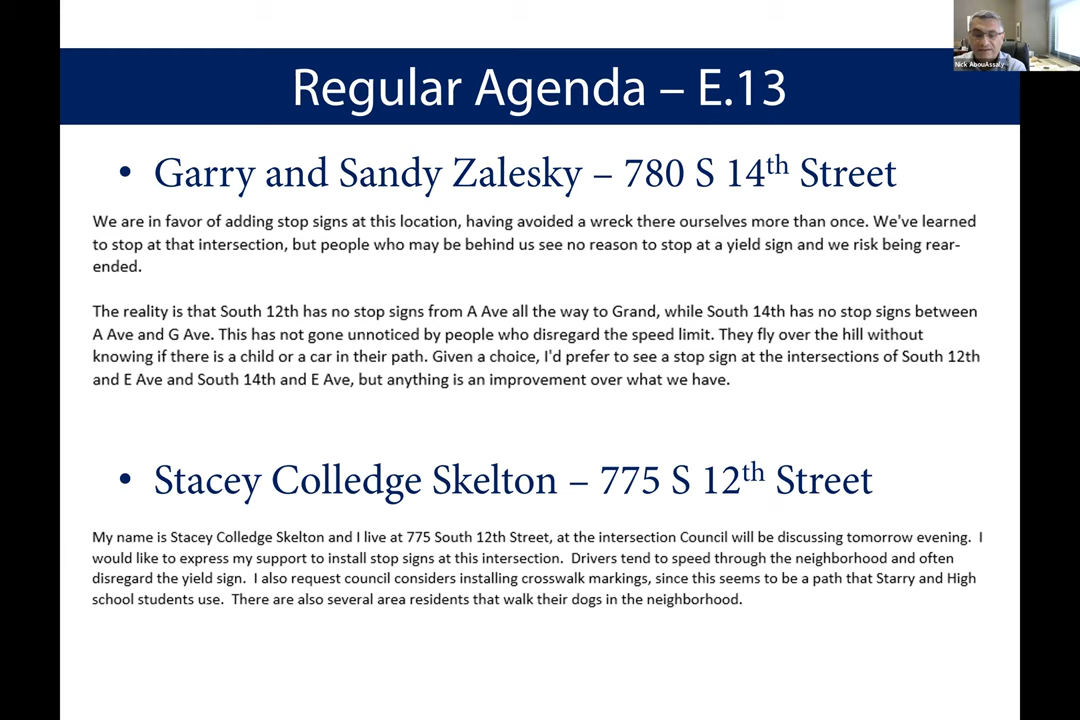 Nick AbouAssaly
Regular Agenda – E.13
• Garry and Sandy Zalesky – 780 S 14th Street
We are in favor of adding stop signs at this location, having avoided a wreck there ourselves more than once. We've learned
to stop at that intersection, but people who may be behind us see no reason to stop at a yield sign and we risk being rear-
ended.
The reality is that South 12th has no stop signs from A Ave all the way to Grand, while South 14th has no stop signs between
A Ave and G Ave. This has not gone unnoticed by people who disregard the speed limit. They fly over the hill without
knowing if there is a child or a car in their path. Given a choice, I'd prefer to see a stop sign at the intersections of South 12th
and E Ave and South 14th and E Ave, but anything is an improvement over what we have.
• Stacey Colledge Skelton – 775 S 12th Street
My name is Stacey Colledge Skelton and I live at 775 South 12th Street, at the intersection Council will be discussing tomorrow evening. I
would like to express my support to install stop signs at this intersection. Drivers tend to speed through the neighborhood and often
disregard the yield sign. I also request council considers installing crosswalk markings, since this seems to be a path that Starry and High
school students use. There are also several area residents that walk their dogs in the neighborhood.